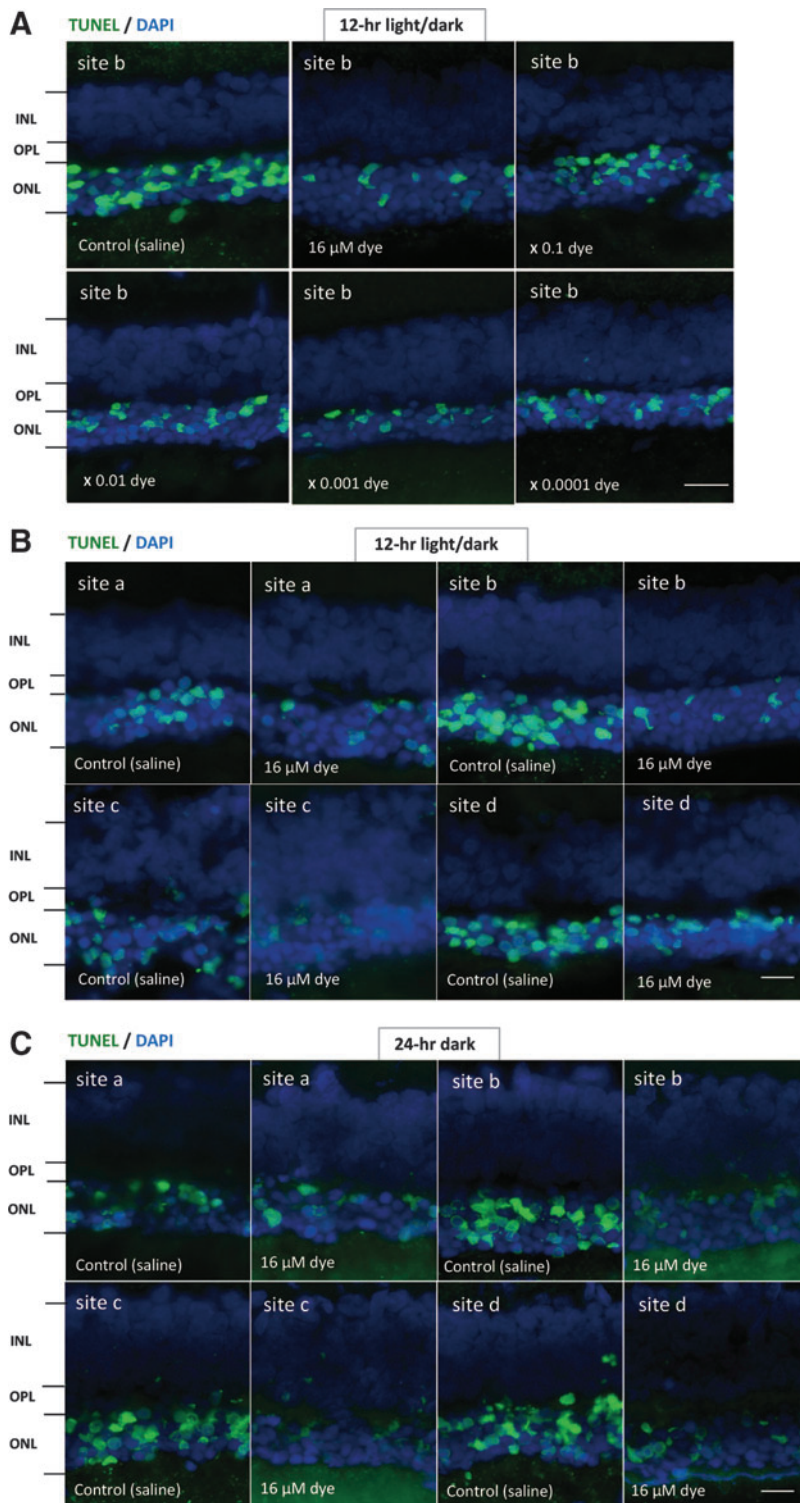 A
TUNEL / DAPI
12-hr light/dark
site b
site b
site b
INL
OPL
ONL
Control (saline)
16 µM dye
x 0.1 dye
site b
site b
site b
INL
OPL
ONL
x 0.01 dye
x 0.001 dye
x 0.0001 dye
B
TUNEL / DAPI
12-hr light/dark
site a
site a
site b
site b
INL
OPL
ONL
Control (saline)
16 µM dye
Control (saline)
16 µM dye
site c
site c
site d
site d
INL
OPL
ONL
Control (saline)
16 µM dye
Control (saline)
16 µM dye
C
TUNEL / DAPI
24-hr dark
site a
site a
site b
site b
INL
OPL
ONL
Control (saline)
16 µM dye
Control (saline)
16 µM dye
site c
site c
site d
site d
INL
OPL
ONL
Control (saline)
16 µM dye
Control (saline)
16 µM dye